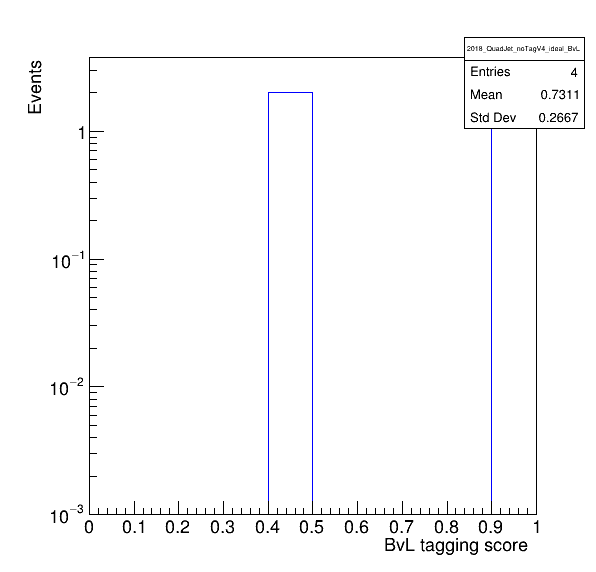 2018_QuadJet_noTagV4_ideal_BvL
Entries 4
Mean 0.7311
Std Dev 0.2667
Events
1
10⁻¹
10⁻²
10⁻³
0 0.1 0.2 0.3 0.4 0.5 0.6 0.7 0.8 0.9 1
BvL tagging score